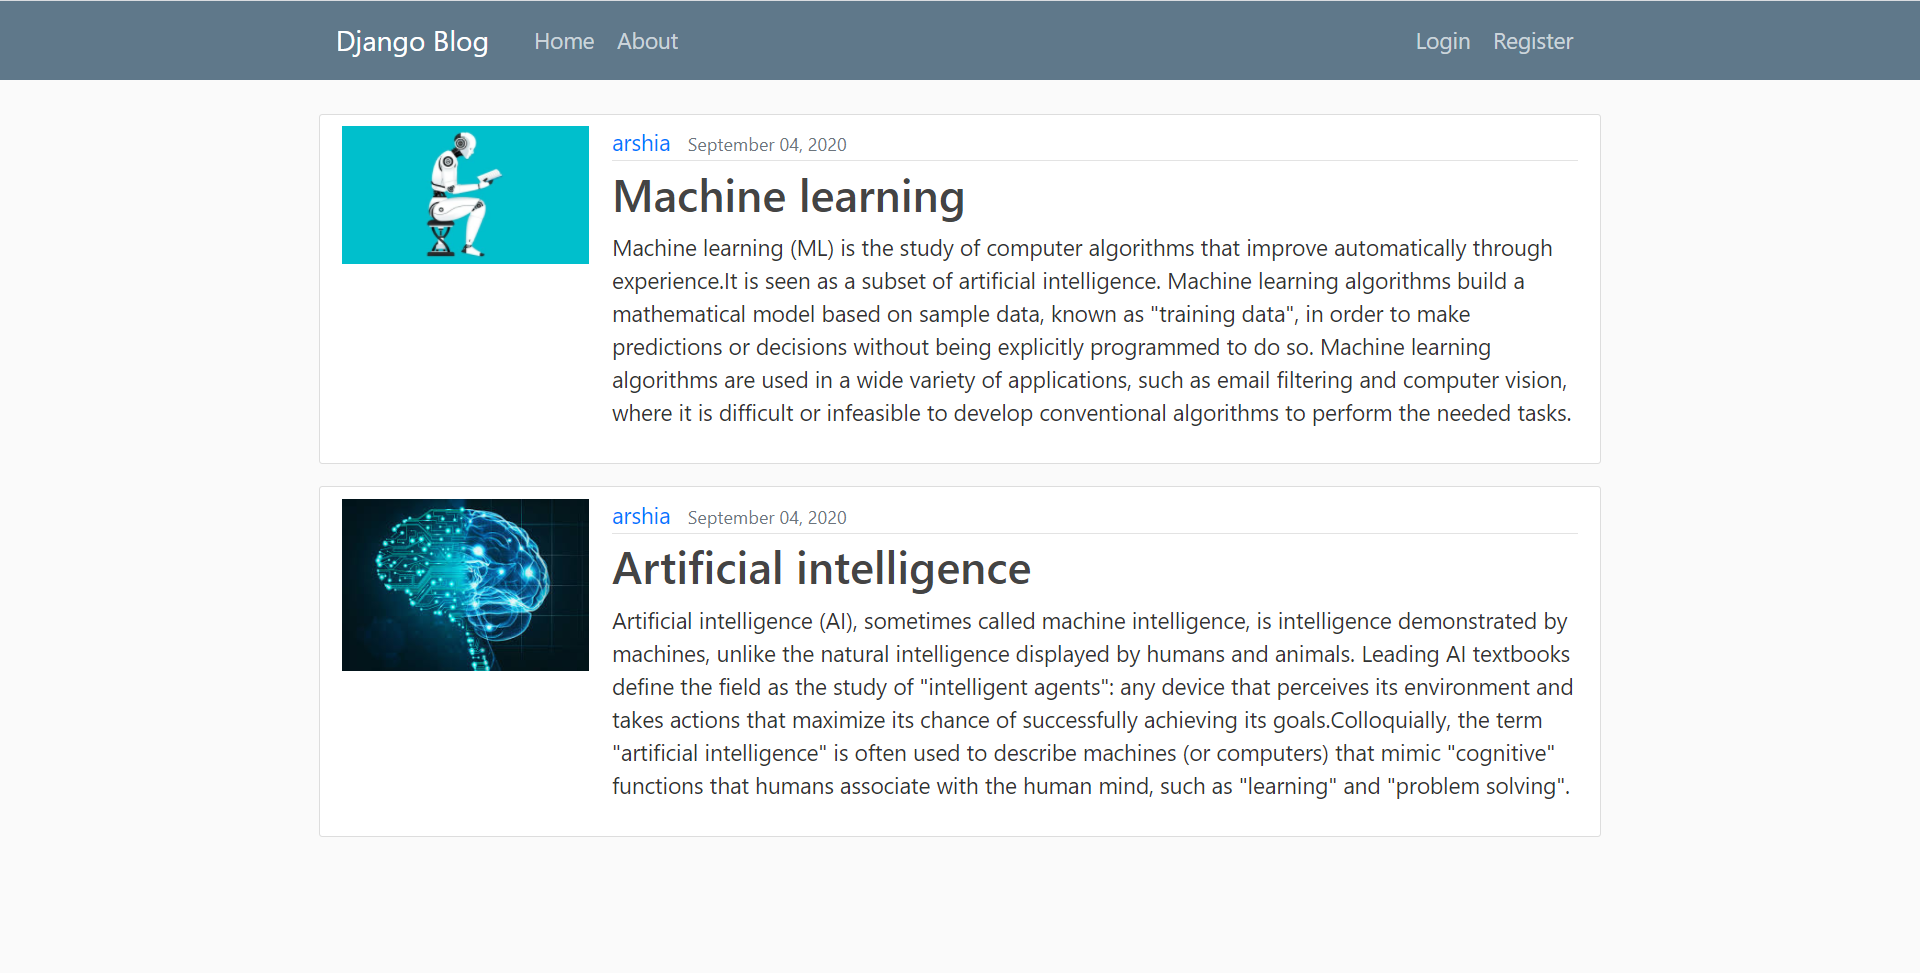 Django Blog Home About Login Register
arshia September 04, 2020
Machine learning
Machine learning (ML) is the study of computer algorithms that improve automatically through
experience.It is seen as a subset of artificial intelligence. Machine learning algorithms build a
mathematical model based on sample data, known as "training data", in order to make
predictions or decisions without being explicitly programmed to do so. Machine learning
algorithms are used in a wide variety of applications, such as email filtering and computer vision,
where it is difficult or infeasible to develop conventional algorithms to perform the needed tasks.
arshia September 04, 2020
Artificial intelligence
Artificial intelligence (AI), sometimes called machine intelligence, is intelligence demonstrated by
machines, unlike the natural intelligence displayed by humans and animals. Leading AI textbooks
define the field as the study of "intelligent agents": any device that perceives its environment and
takes actions that maximize its chance of successfully achieving its goals.Colloquially, the term
"artificial intelligence" is often used to describe machines (or computers) that mimic "cognitive"
functions that humans associate with the human mind, such as "learning" and "problem solving".